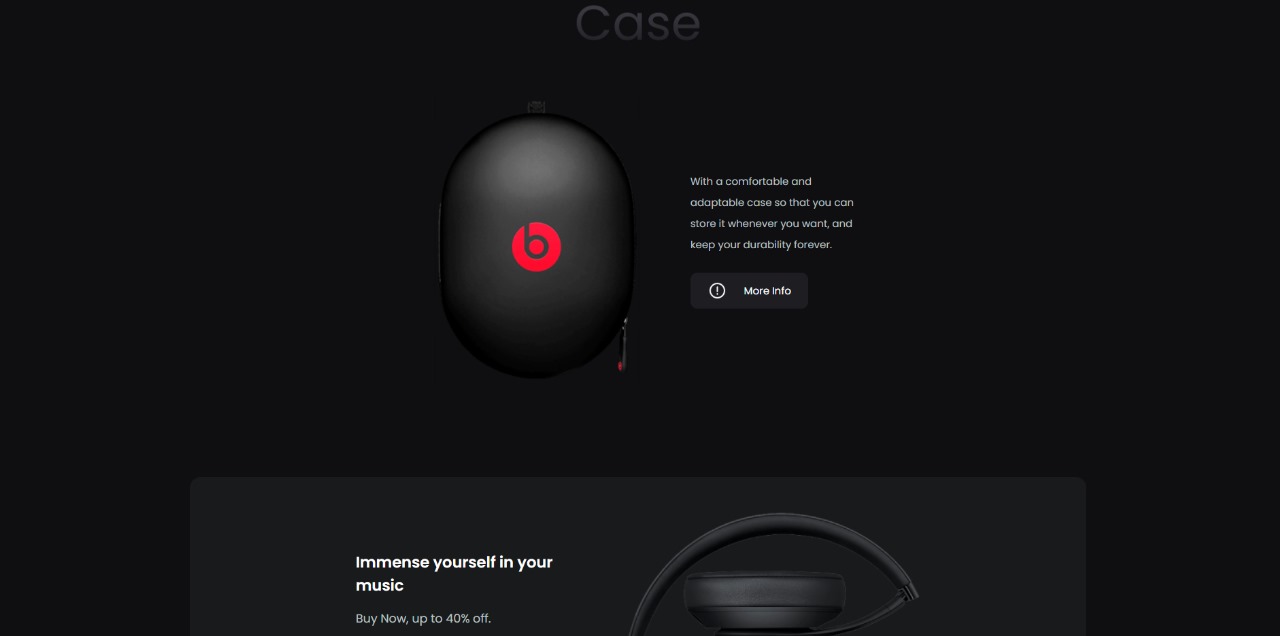 Case
With a comfortable and
adaptable case so that you can
store it whenever you want, and
keep your durability forever.
More Info
Immense yourself in your
music
Buy Now, up to 40% off.